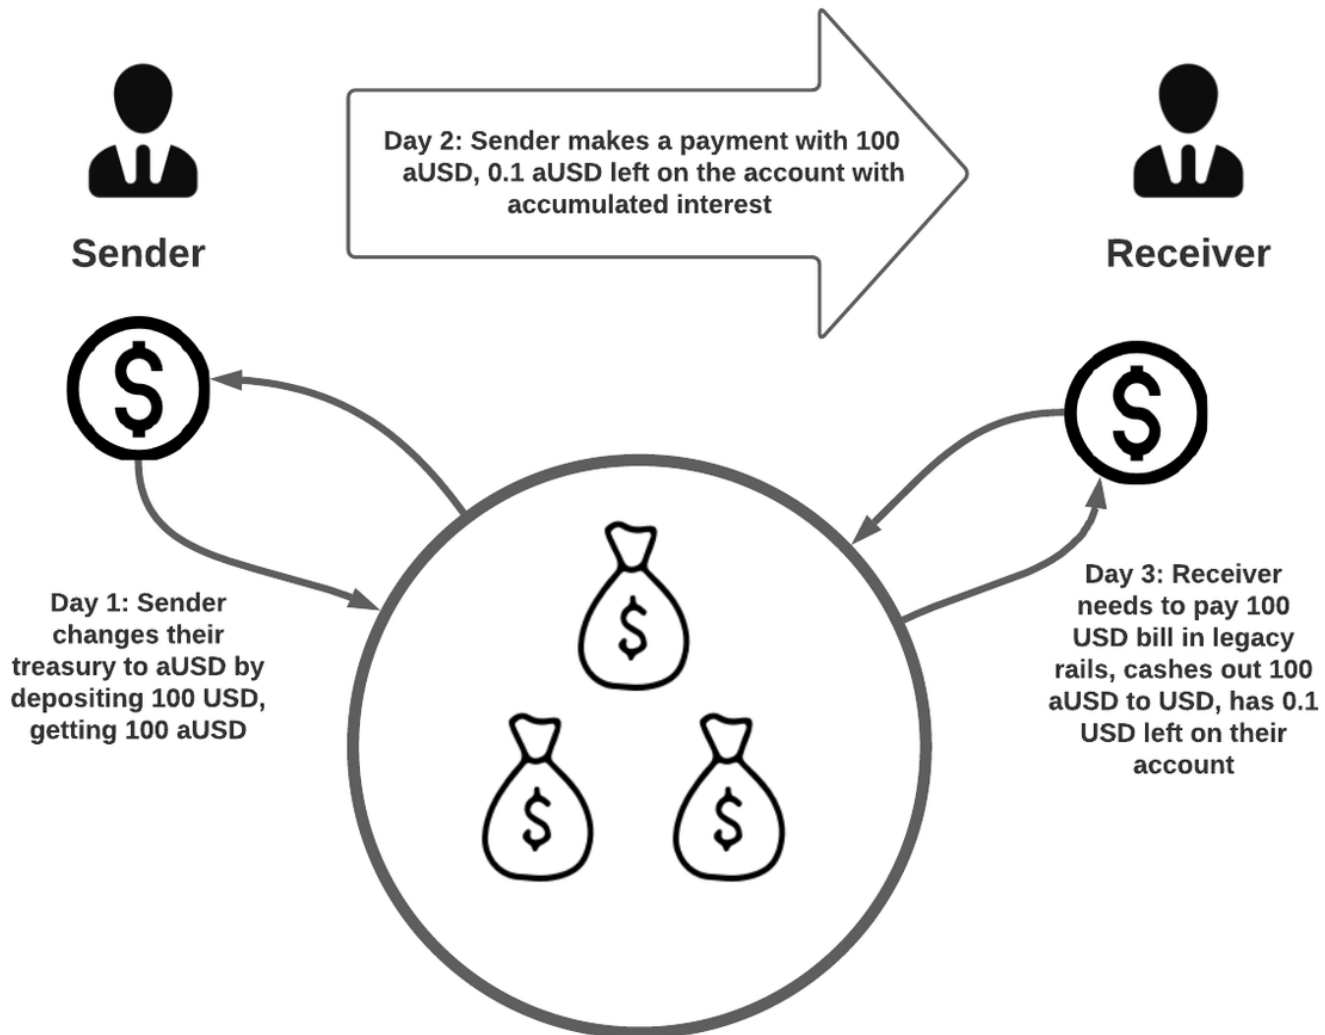 Day 2: Sender makes a payment with 100
aUSD, 0.1 aUSD left on the account with
accumulated interest
Sender
Receiver
$
$
Day 1: Sender
changes their
treasury to aUSD by
depositing 100 USD,
getting 100 aUSD
$
$
$
Day 3: Receiver
needs to pay 100
USD bill in legacy
rails, cashes out 100
aUSD to USD, has 0.1
USD left on their
account